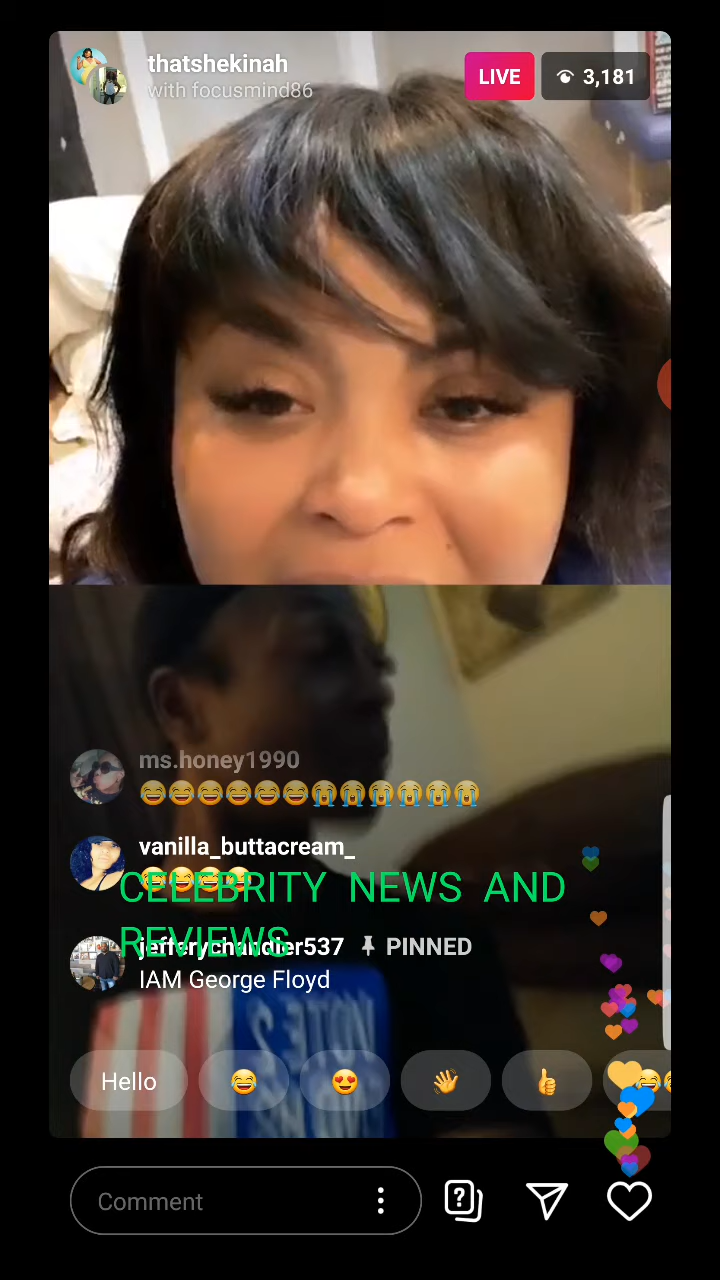 thatshekinah
with focusmind86
LIVE
3,181
ms.honey1990
😂😂😂😂😂😂😭😭😭😭😭😭
vanilla_buttacream_
CELEBRITY NEWS AND
REVIEWS
jefferychandler537 PINNED
IAM George Floyd
Hello
Comment